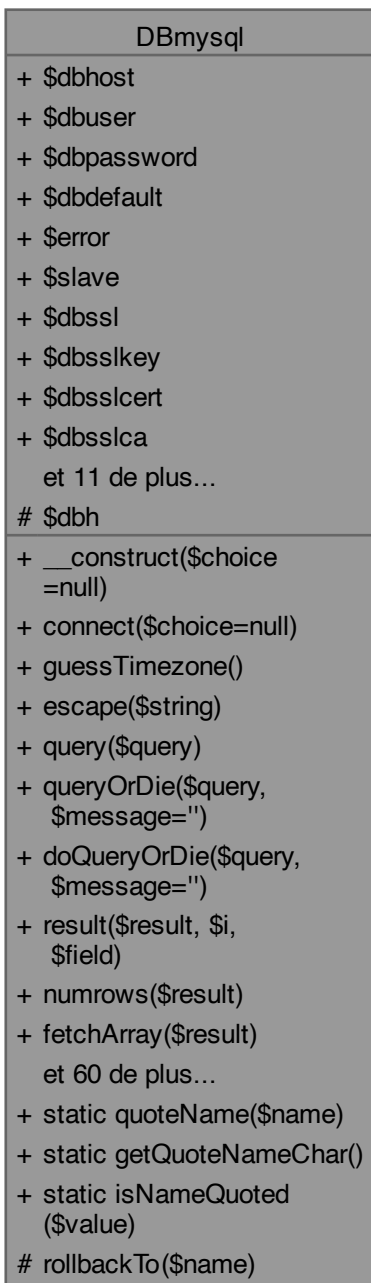 DBmysql
+ $dbhost
+ $dbuser
+ $dbpassword
+ $dbdefault
+ $error
+ $slave
+ $dbssl
+ $dbsslkey
+ $dbsslcert
+ $dbsslca
et 11 de plus...
# $dbh
+ __construct($choice
=null)
+ connect($choice=null)
+ guessTimezone()
+ escape($string)
+ query($query)
+ queryOrDie($query,
$message='')
+ doQueryOrDie($query,
$message='')
+ result($result, $i,
$field)
+ numrows($result)
+ fetchArray($result)
et 60 de plus...
+ static quoteName($name)
+ static getQuoteNameChar()
+ static isNameQuoted
($value)
# rollbackTo($name)